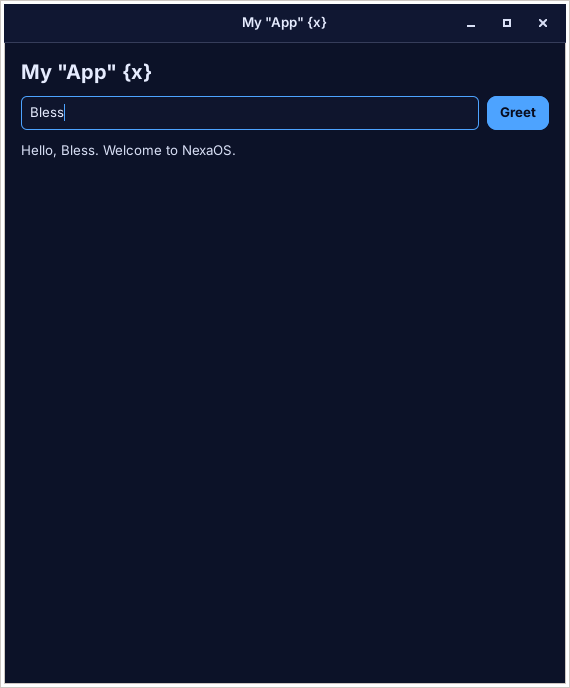 My "App" {x}
My "App" {x}
Bless
Greet
Hello, Bless. Welcome to NexaOS.